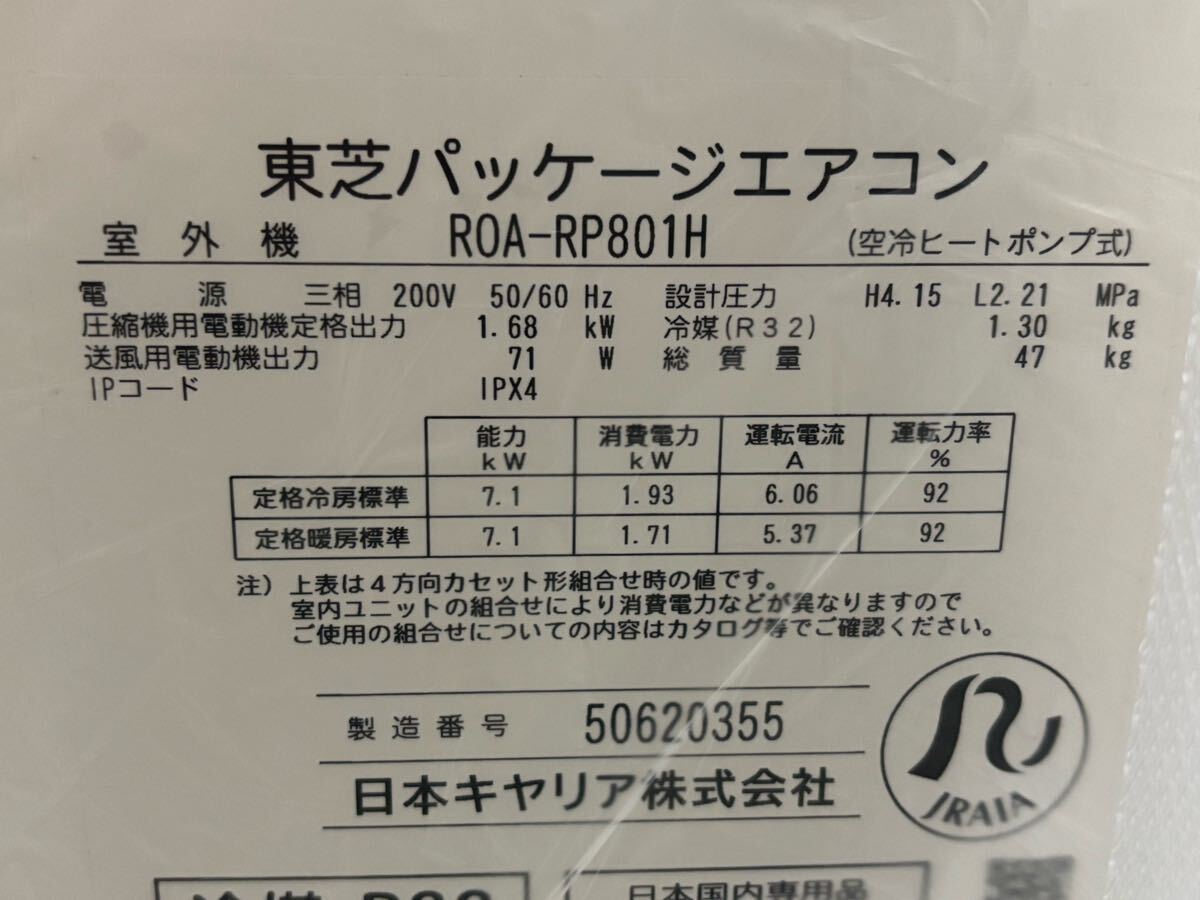 東芝パッケージエアコン
室外機 ROA-RP801H (空冷ヒートポンプ式)
電源 三相 200V 50/60 Hz 設計圧力 H4.15 L2.21 MPa
圧縮機用電動機定格出力 1.68 kW 冷媒(R32) 1.30 kg
送風用電動機出力 71 W 総質量 47 kg
IPコード IPX4
能力 消費電力 運転電流 運転力率
kW kW A %
定格冷房標準 7.1 1.93 6.06 92
定格暖房標準 7.1 1.71 5.37 92
注）上表は4方向カセット形組合せ時の値です。
室内ユニットの組合せにより消費電力などが異なりますので
ご使用の組合せについての内容はカタログ等でご確認ください。
製造番号 50620355
日本キヤリア株式会社
JRAIA
日本国内専用品